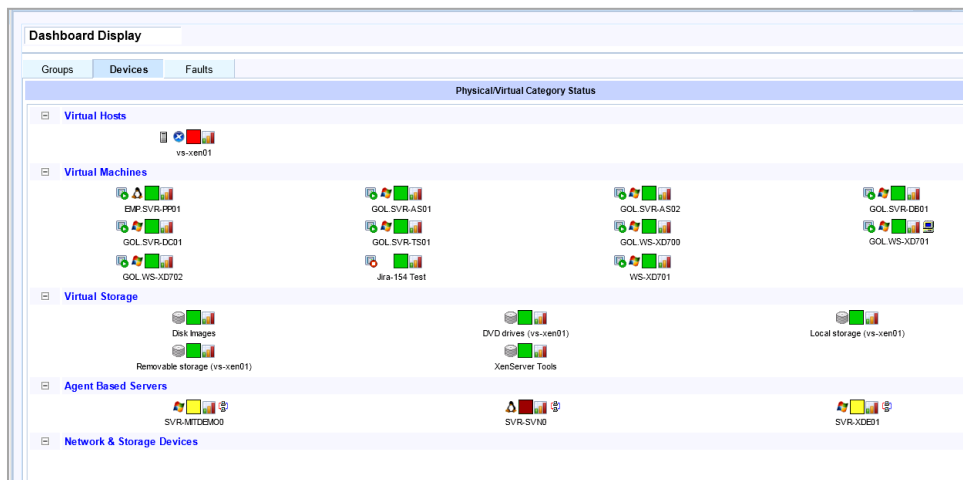 Dashboard Display
Groups Devices Faults
Physical/Virtual Category Status
Virtual Hosts
vs-xen01
Virtual Machines
EMP.SVR-PP01 GOL.SVR-AS01 GOL.SVR-AS02 GOL.SVR-DB01
GOL.SVR-DC01 GOL.SVR-TS01 GOL.WS-XD700 GOL.WS-XD701
GOL.WS-XD702 Jira-154 Test WS-XD701
Virtual Storage
Disk Images DVD drives (vs-xen01) Local storage (vs-xen01)
Removable storage (vs-xen01) XenServer Tools
Agent Based Servers
SVR-MITDEMO0 SVR-SVN0 SVR-XDE01
Network & Storage Devices